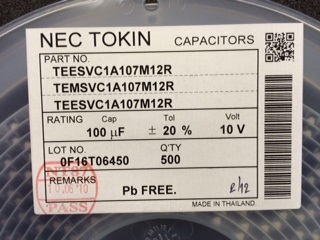 NEC TOKIN CAPACITORS
PART NO.
TEESVC1A107M12R
TEMSVC1A107M12R
TEESVC1A107M12R
RATING Cap Tol Volt
100 µF ± 20 % 10 V
LOT NO. Q'TY
0F16T06450 500
REMARKS
Pb FREE.
PASS
MADE IN THAILAND.